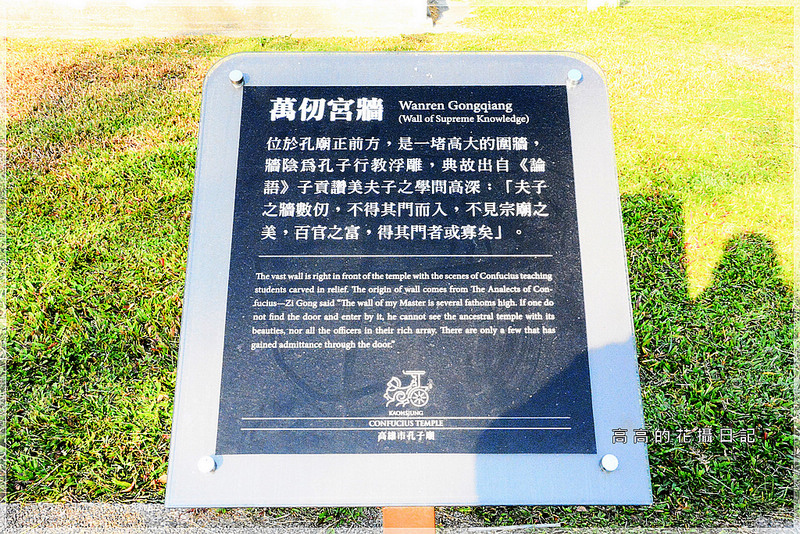 萬仞宮牆
Wanren Gongqiang
(Wall of Supreme Knowledge)
位於孔廟正前方，是一堵高大的圍牆，
牆陰為孔子行教浮雕，典故出自《論
語》子貢讚美夫子之學問高深：「夫子
之牆數仞，不得其門而入，不見宗廟之
美，百官之富，得其門者或寡矣」。
The vast wall is right in front of the temple with the scenes of Confucius teaching
students carved in relief. The origin of wall comes from The Analects of Con-
fucius—Zi Gong said "The wall of my Master is several fathoms high. If one do
not find the door and enter by it, he cannot see the ancestral temple with its
beauties, nor all the officers in their rich array. There are only a few that has
gained admittance through the door."
KAOHSIUNG
CONFUCIUS TEMPLE
高雄市孔子廟
高高的花攝日記